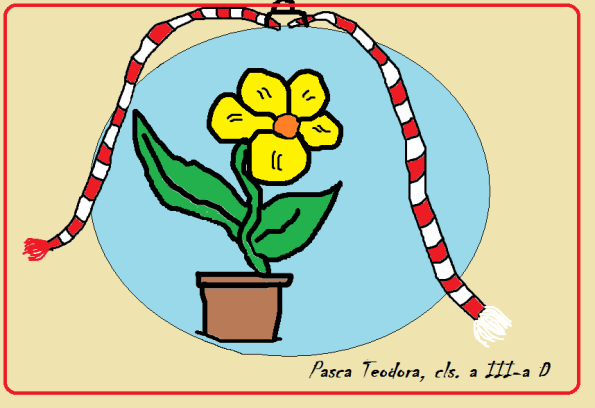 Pasca Teodora, cls. a III-a D